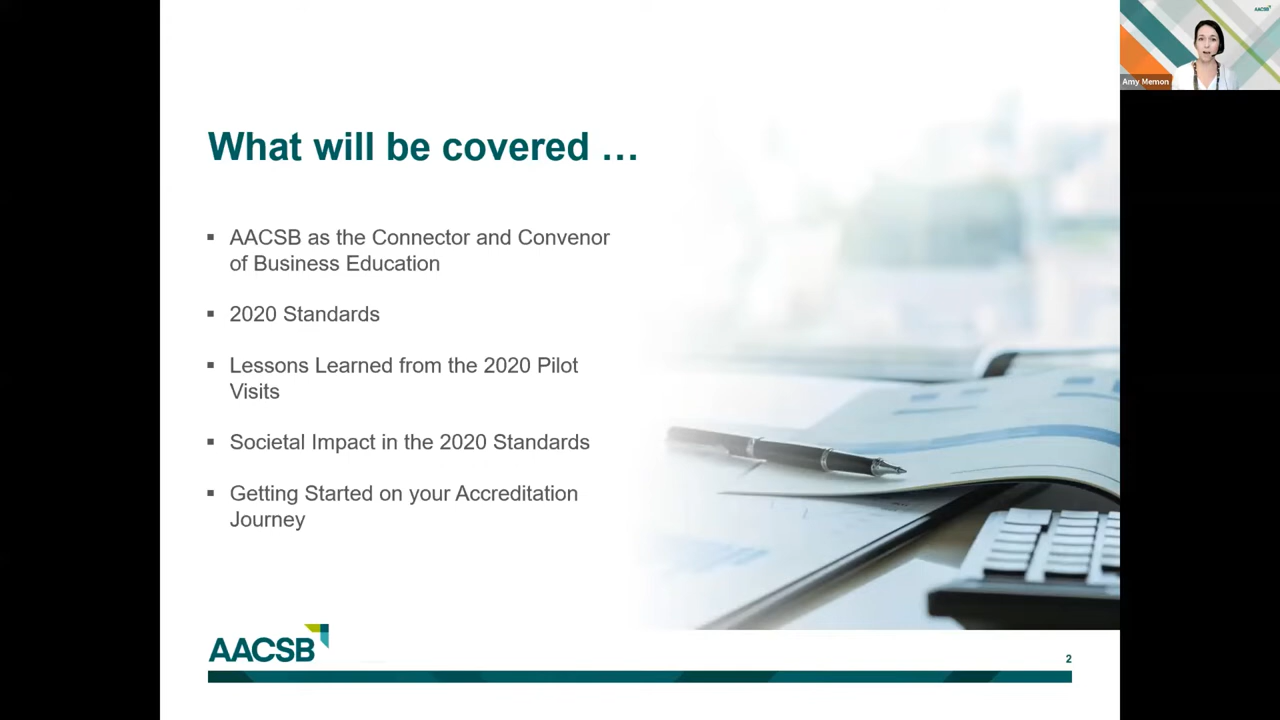 AACSB
Amy Memon
What will be covered …
▪ AACSB as the Connector and Convenor
of Business Education
▪ 2020 Standards
▪ Lessons Learned from the 2020 Pilot
Visits
▪ Societal Impact in the 2020 Standards
▪ Getting Started on your Accreditation
Journey
AACSB
2